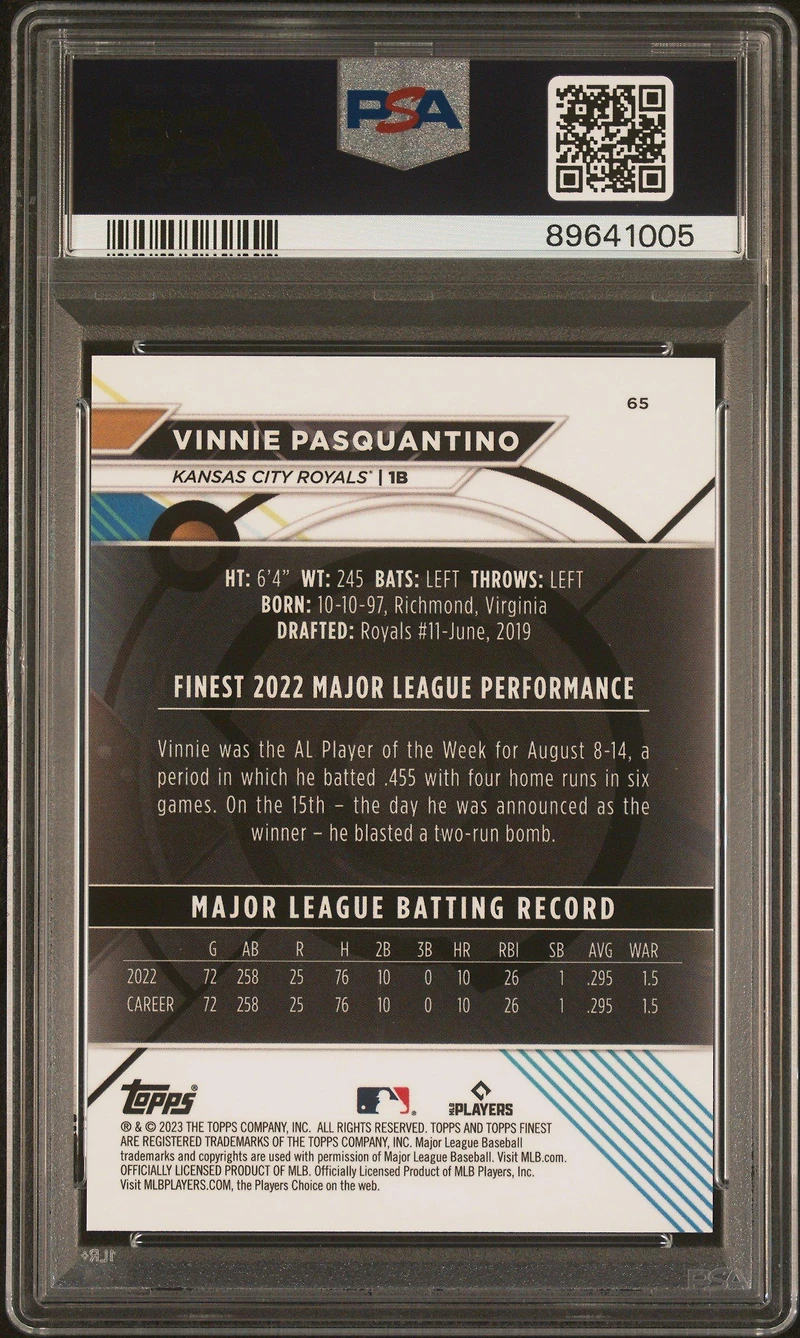 PSA
89641005
65
VINNIE PASQUANTINO
KANSAS CITY ROYALS® | 1B
HT: 6'4" WT: 245 BATS: LEFT THROWS: LEFT
BORN: 10-10-97, Richmond, Virginia
DRAFTED: Royals #11-June, 2019
FINEST 2022 MAJOR LEAGUE PERFORMANCE
Vinnie was the AL Player of the Week for August 8-14, a
period in which he batted .455 with four home runs in six
games. On the 15th – the day he was announced as the
winner – he blasted a two-run bomb.
MAJOR LEAGUE BATTING RECORD
G AB R H 2B 3B HR RBI SB AVG WAR
2022 72 258 25 76 10 0 10 26 1 .295 1.5
CAREER 72 258 25 76 10 0 10 26 1 .295 1.5
Topps® MLB PLAYERS
® & © 2023 THE TOPPS COMPANY, INC. ALL RIGHTS RESERVED. TOPPS AND TOPPS FINEST
ARE REGISTERED TRADEMARKS OF THE TOPPS COMPANY, INC. Major League Baseball
trademarks and copyrights are used with permission of Major League Baseball. Visit MLB.com.
OFFICIALLY LICENSED PRODUCT OF MLB. Officially Licensed Product of MLB Players, Inc.
Visit MLBPLAYERS.COM, the Players Choice on the web.
PSA